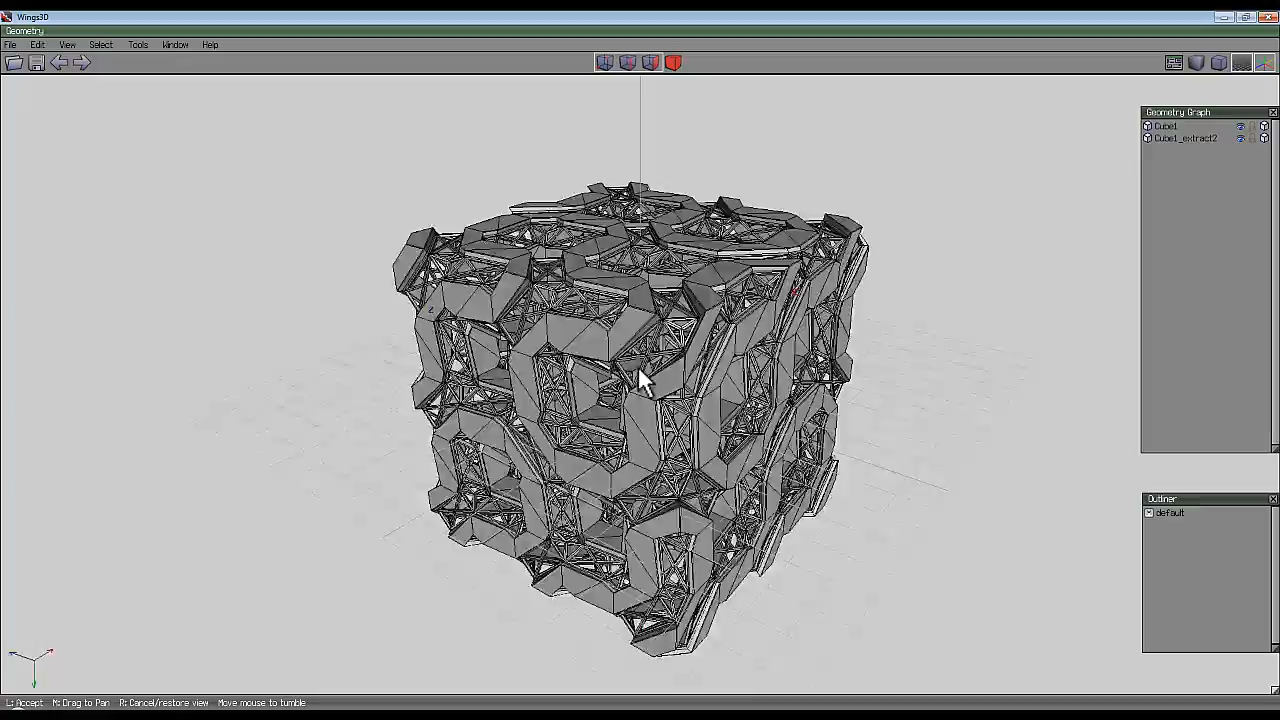 Wings3D
Geometry
File Edit View Select Tools Window Help
Geometry Graph
Cube1
Cube1_extract2
Outliner
default
L: Accept M: Drag to Pan R: Cancel/restore view Move mouse to tumble